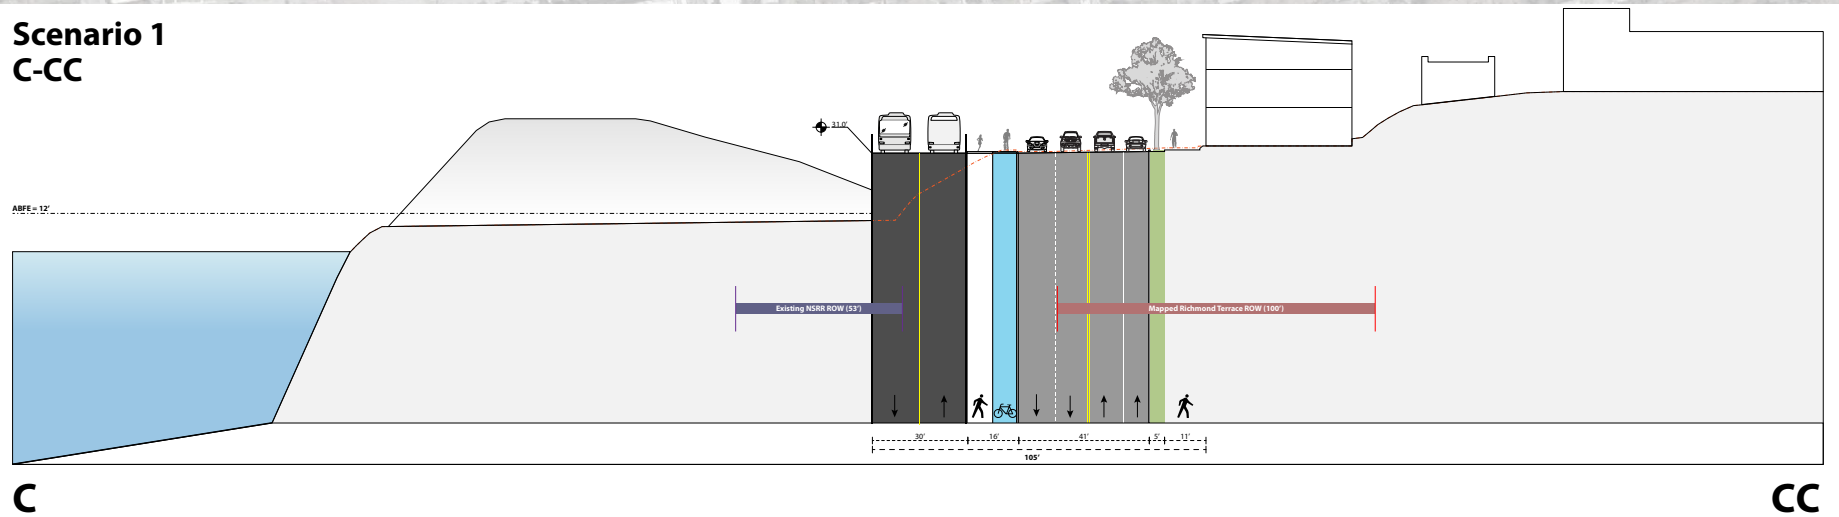 Scenario 1
C-CC
31.0'
ABFE = 12'
Existing NSRR ROW (53')
Mapped Richmond Terrace ROW (100')
30' 16' 41' 5' 11'
105'
C CC